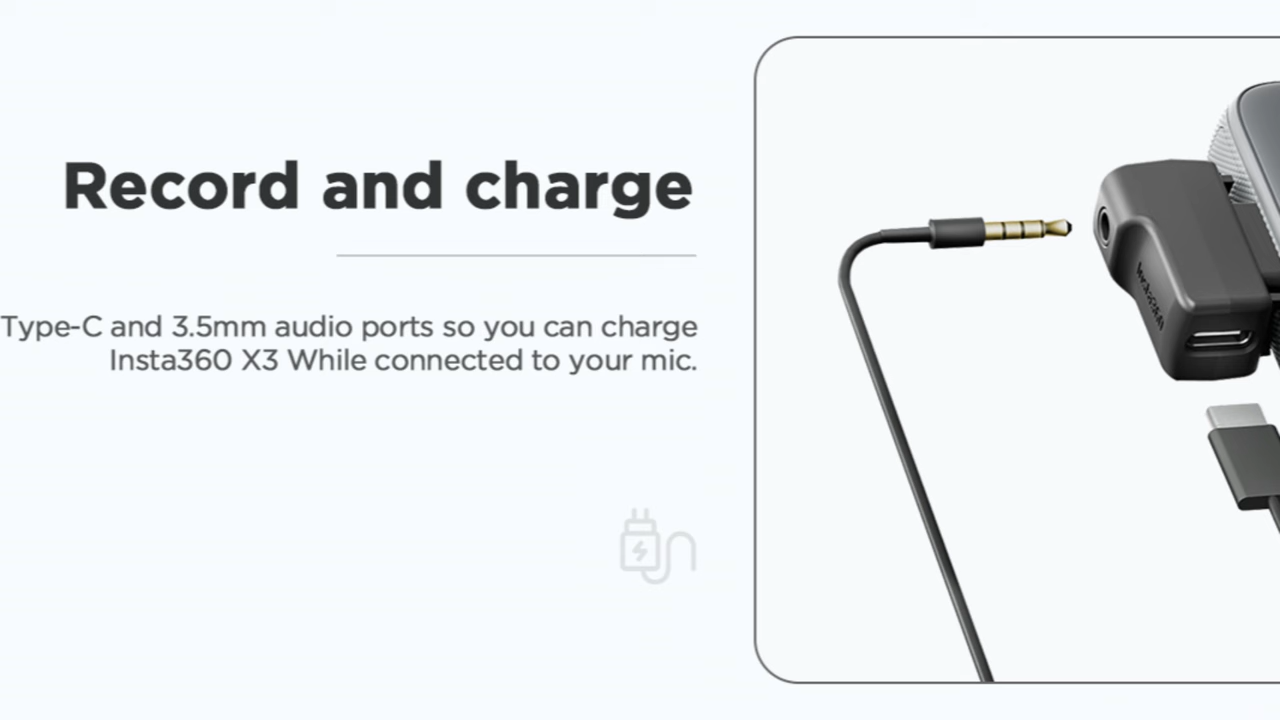 Record and charge
Type-C and 3.5mm audio ports so you can charge
Insta360 X3 While connected to your mic.
Insta360